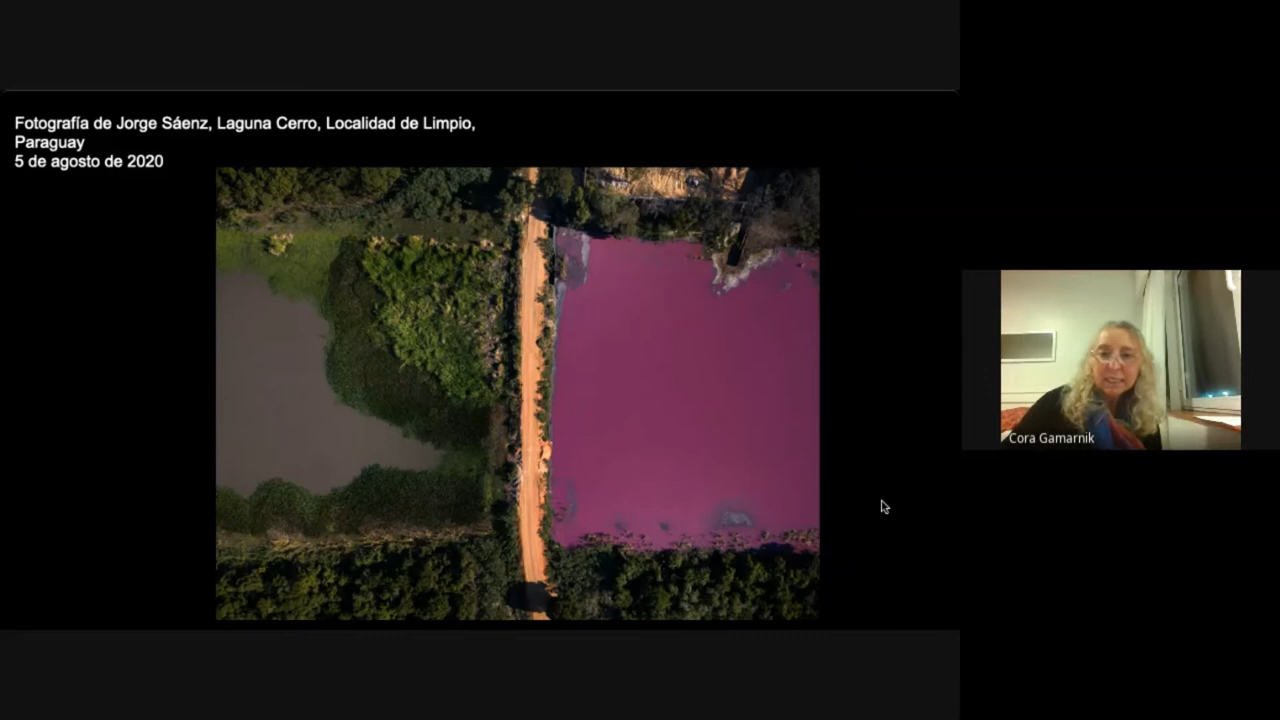 Fotografía de Jorge Sáenz, Laguna Cerro, Localidad de Limpio,
Paraguay
5 de agosto de 2020
Cora Gamarnik